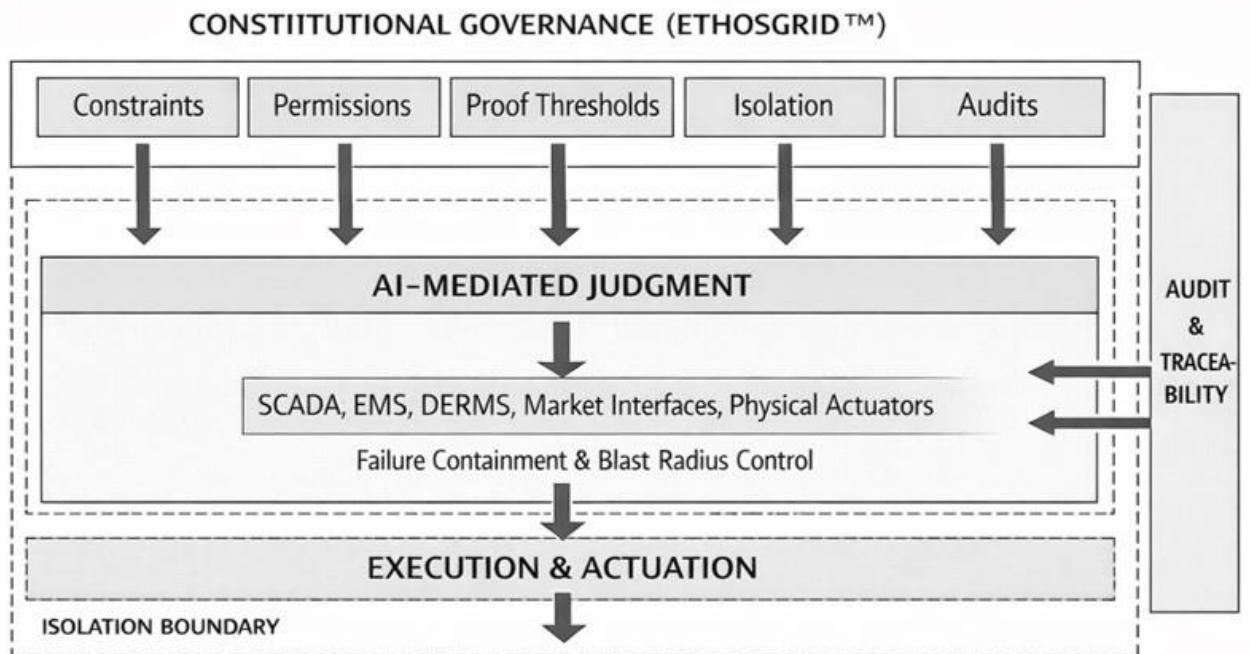 CONSTITUTIONAL GOVERNANCE (ETHOSGRID™)
Constraints
Permissions
Proof Thresholds
Isolation
Audits
AI-MEDIATED JUDGMENT
SCADA, EMS, DERMS, Market Interfaces, Physical Actuators
Failure Containment & Blast Radius Control
EXECUTION & ACTUATION
ISOLATION BOUNDARY
AUDIT
&
TRACEA-
BILITY